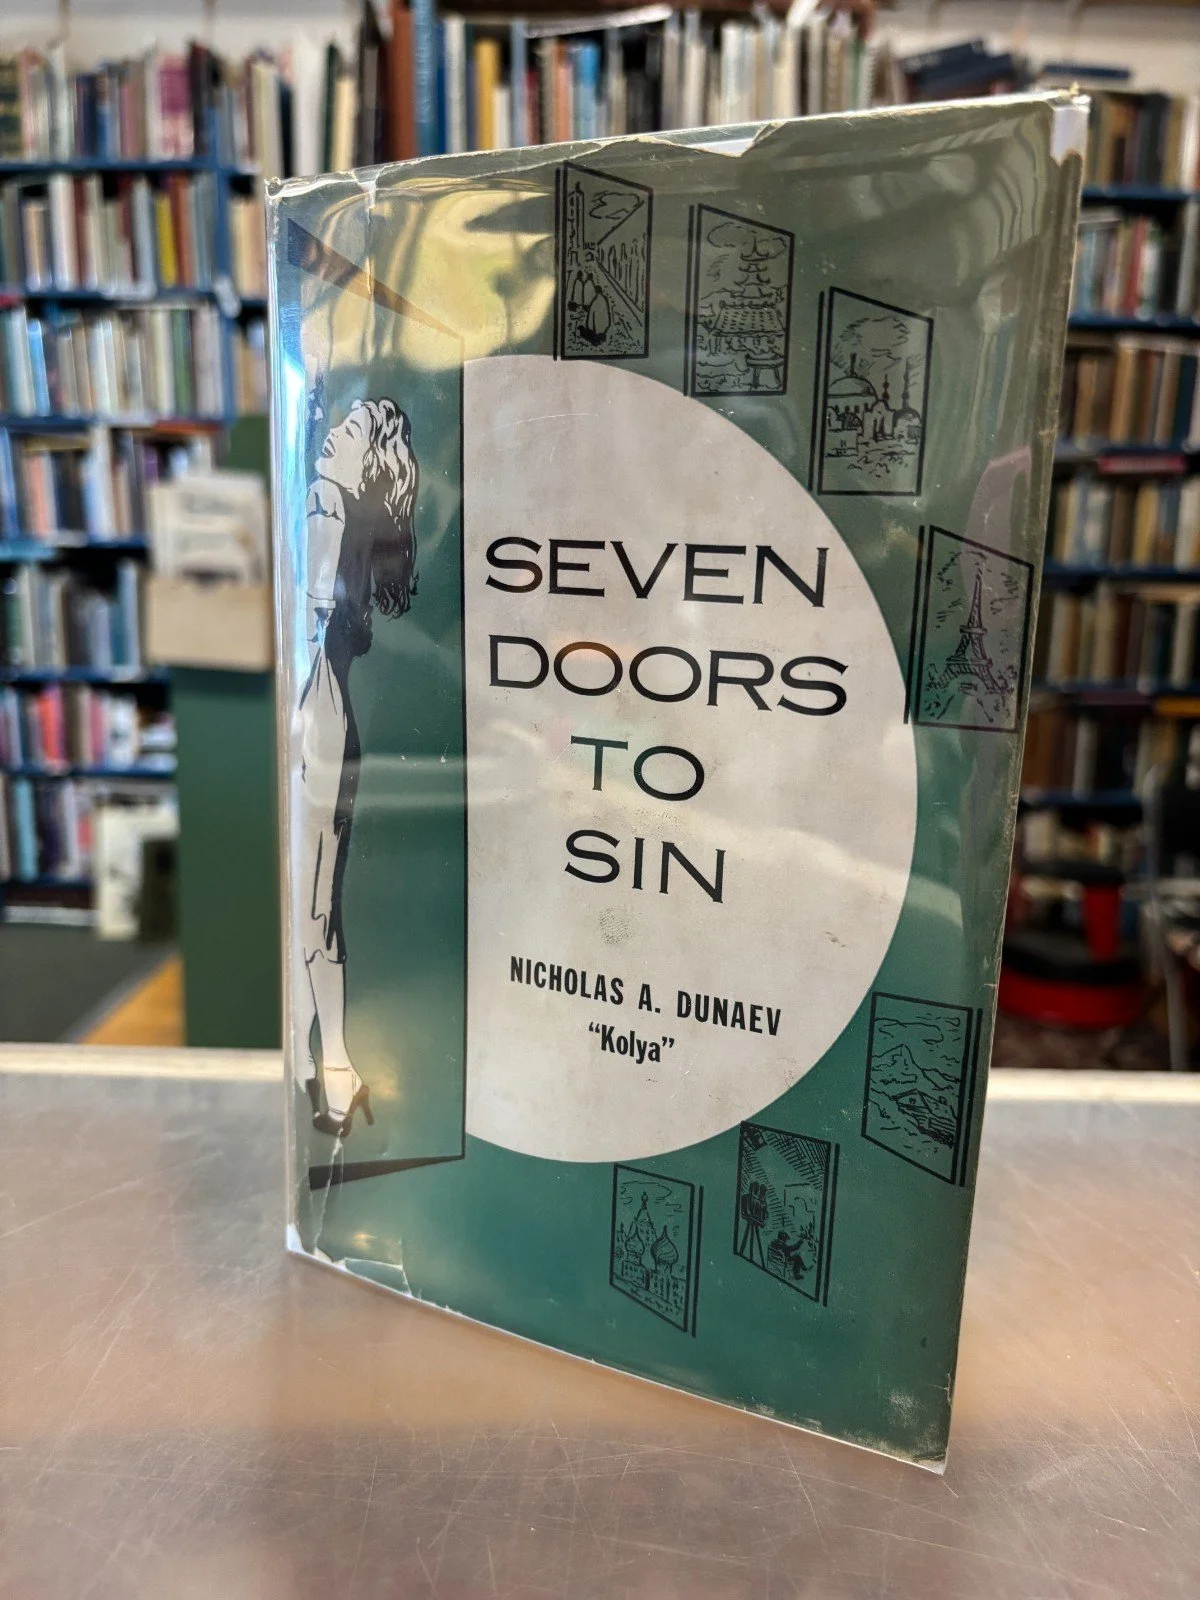 SEVEN
DOORS
TO
SIN
NICHOLAS A. DUNAEV
“Kolya”